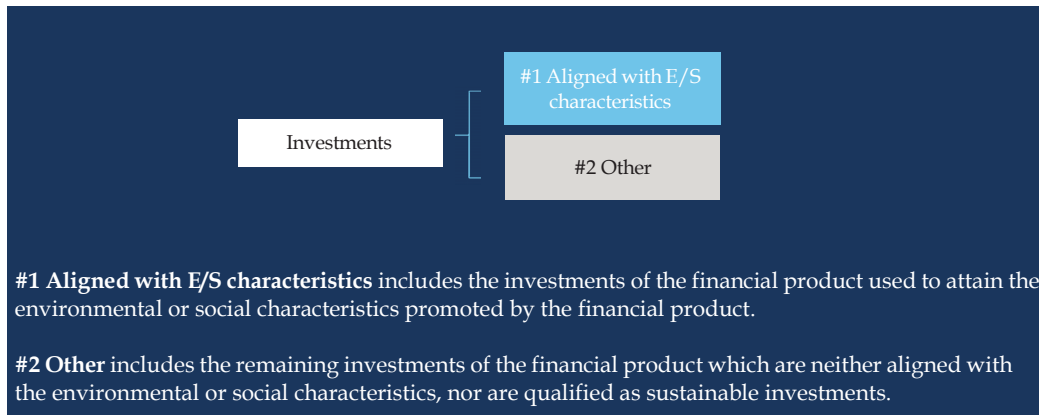 #1 Aligned with E/S
characteristics
Investments
#2 Other
#1 Aligned with E/S characteristics includes the investments of the financial product used to attain the
environmental or social characteristics promoted by the financial product.
#2 Other includes the remaining investments of the financial product which are neither aligned with
the environmental or social characteristics, nor are qualified as sustainable investments.